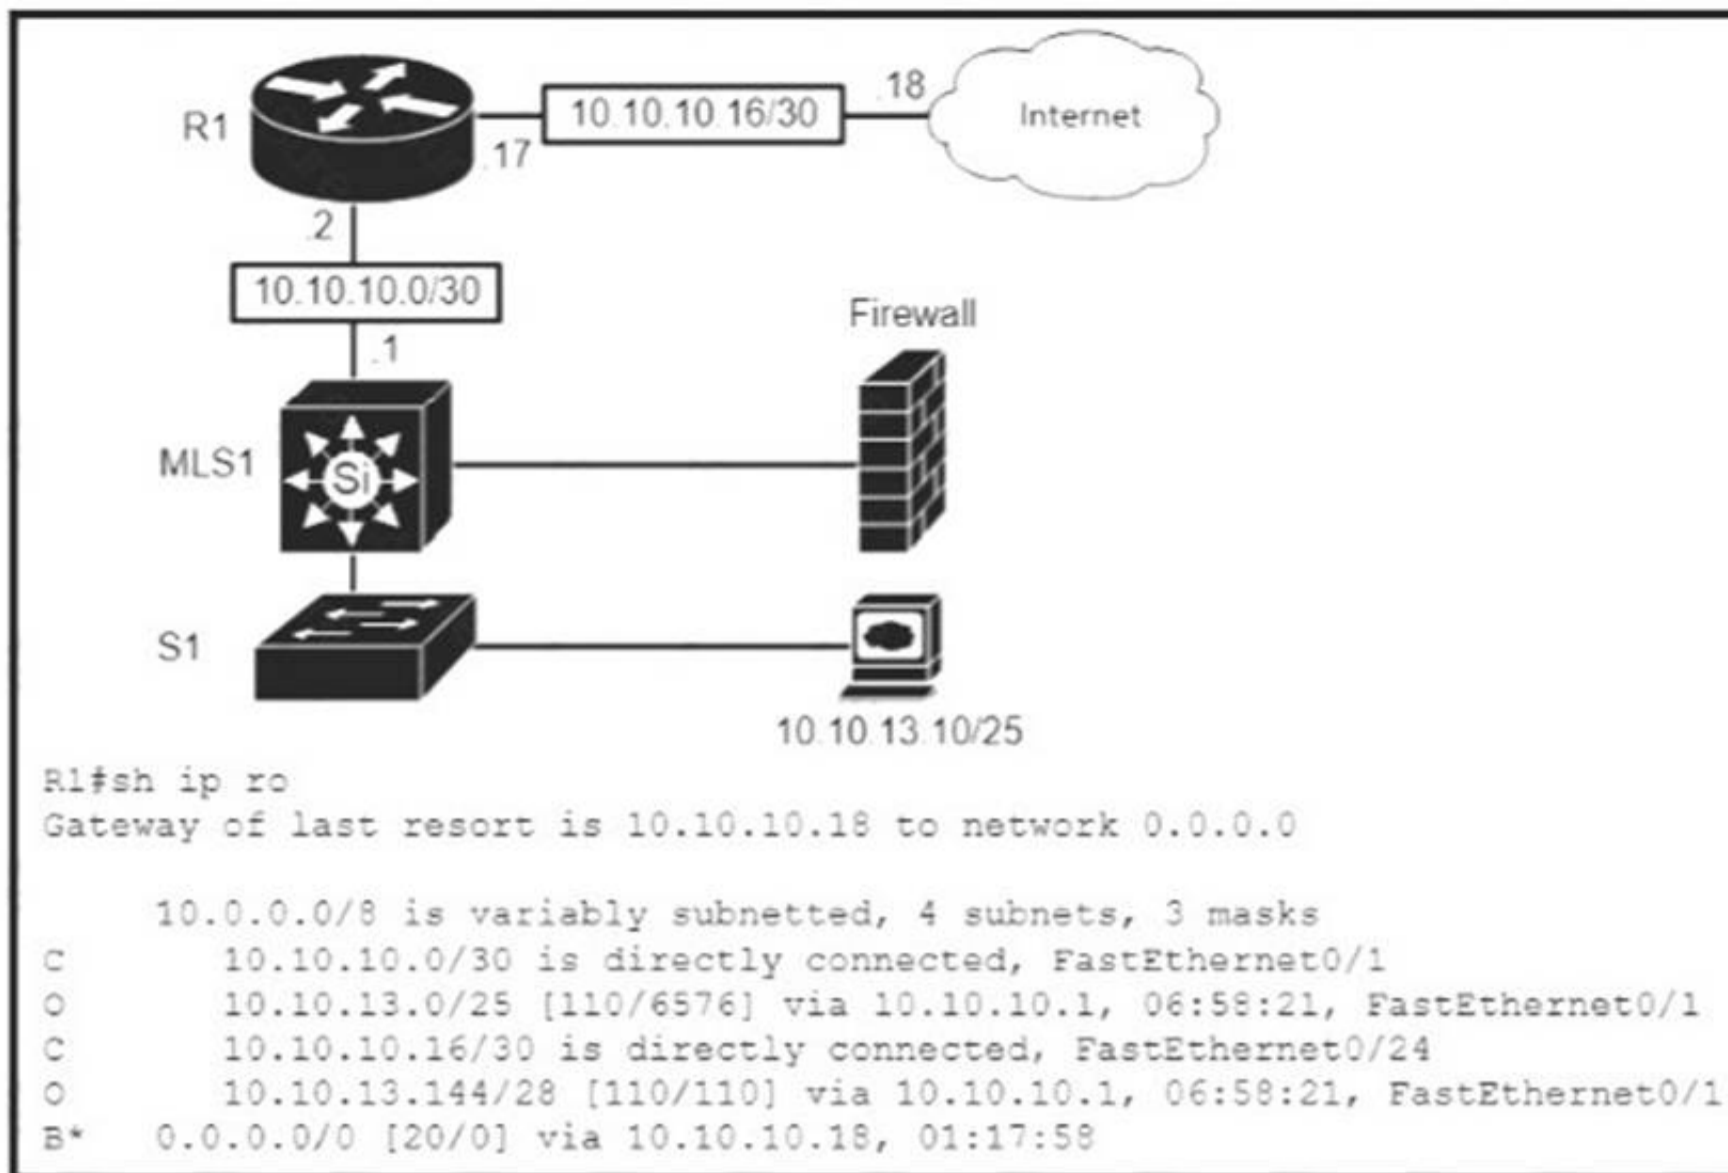 R1
10.10.10.16/30
.18
Internet
.17
.2
10.10.10.0/30
.1
Firewall
MLS1
Si
S1
10.10.13.10/25
R1#sh ip ro
Gateway of last resort is 10.10.10.18 to network 0.0.0.0
10.0.0.0/8 is variably subnetted, 4 subnets, 3 masks
C 10.10.10.0/30 is directly connected, FastEthernet0/1
O 10.10.13.0/25 [110/6576] via 10.10.10.1, 06:58:21, FastEthernet0/1
C 10.10.10.16/30 is directly connected, FastEthernet0/24
O 10.10.13.144/28 [110/110] via 10.10.10.1, 06:58:21, FastEthernet0/1
B* 0.0.0.0/0 [20/0] via 10.10.10.18, 01:17:58